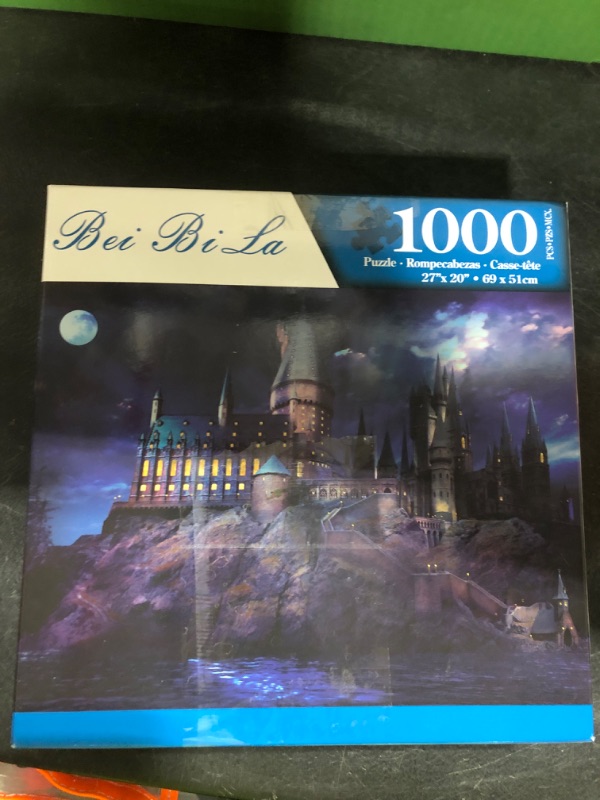 Bei Bi La
1000
PCS•PZS•MCX.
Puzzle · Rompecabezas · Casse-tête
27"x 20" • 69 x 51cm